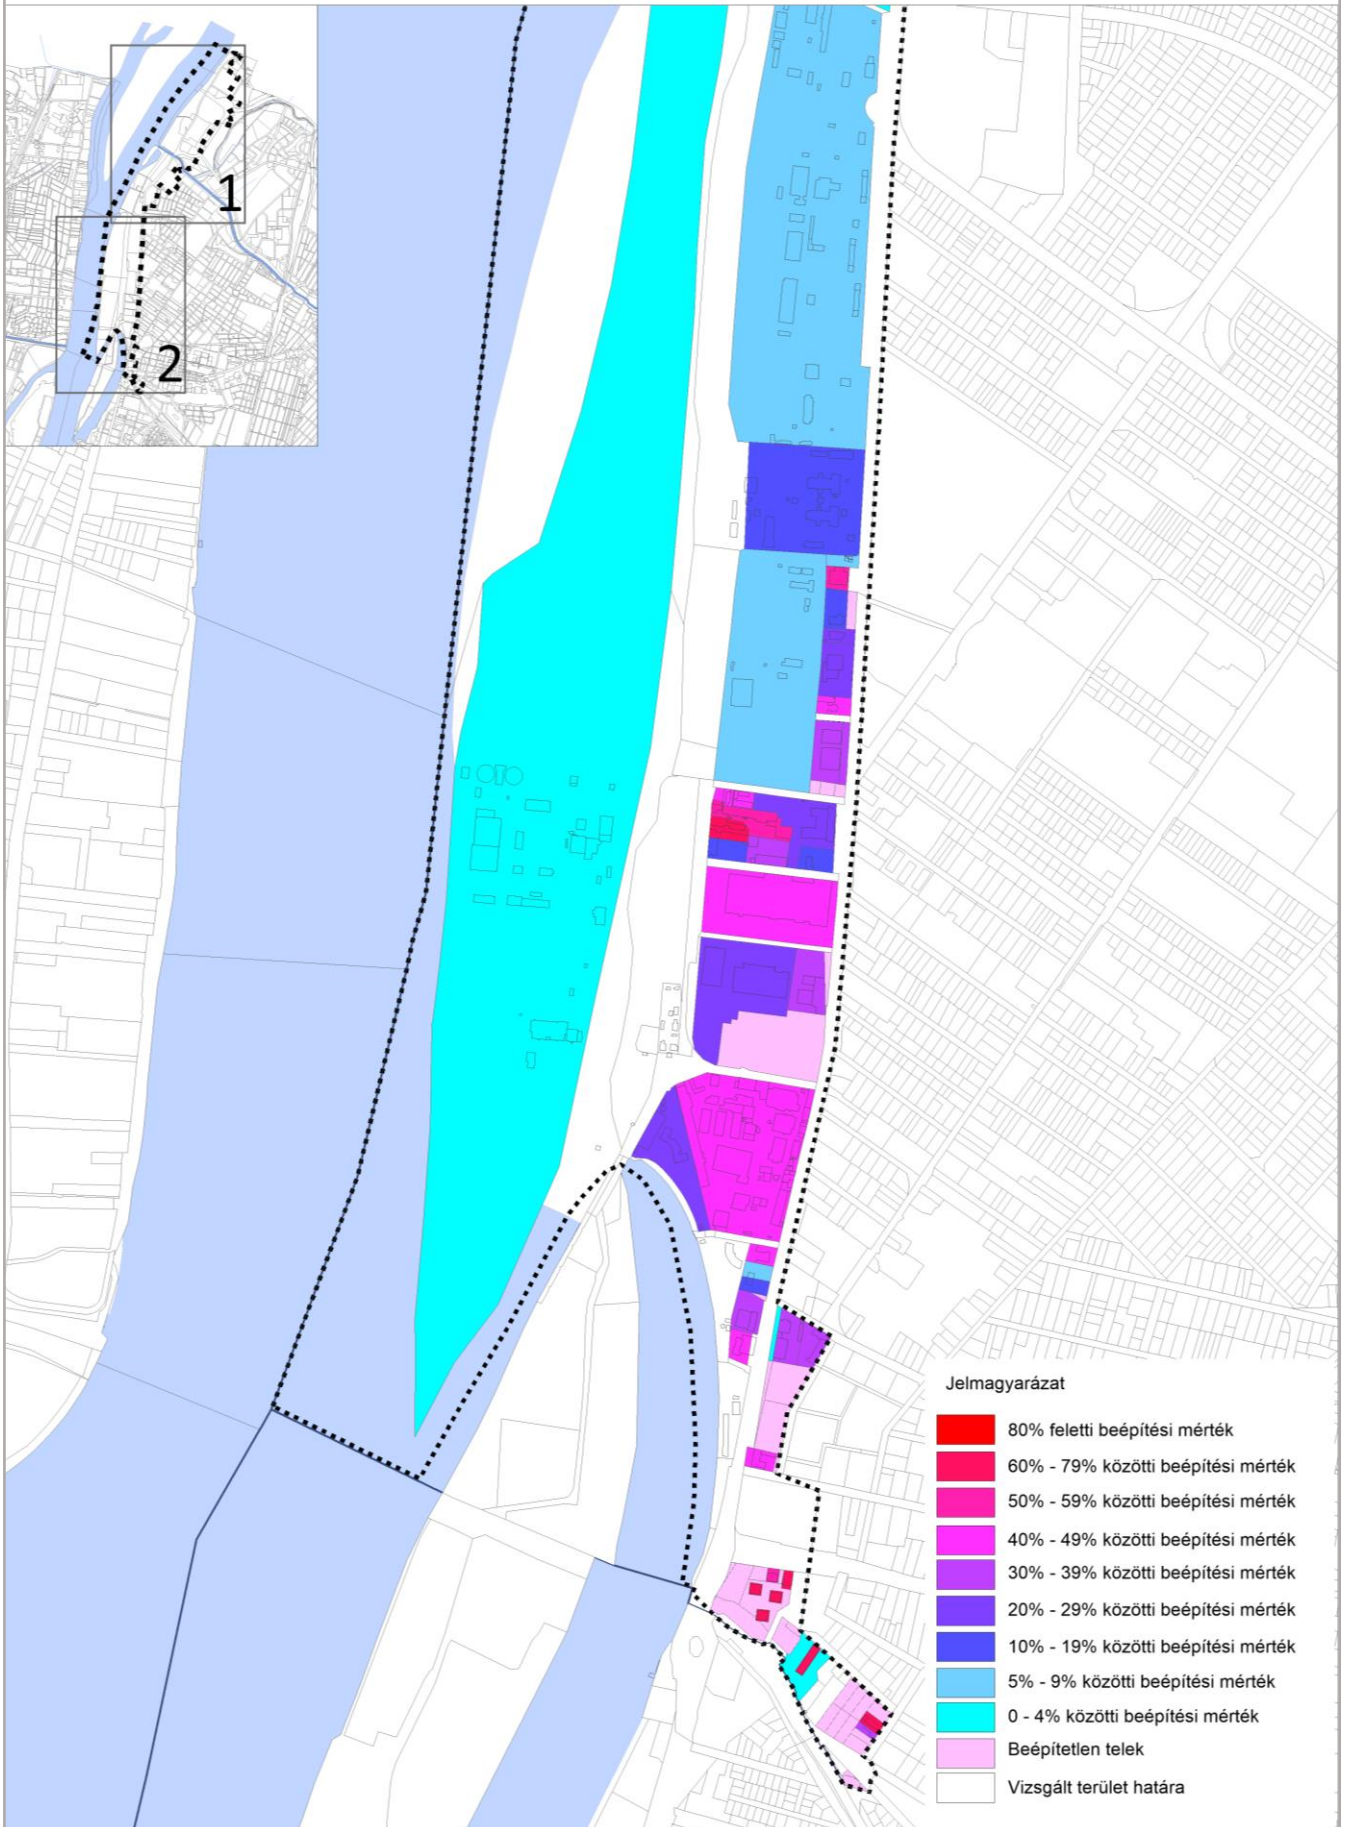 1
2
Jelmagyarázat
80% feletti beépítési mérték
60% - 79% közötti beépítési mérték
50% - 59% közötti beépítési mérték
40% - 49% közötti beépítési mérték
30% - 39% közötti beépítési mérték
20% - 29% közötti beépítési mérték
10% - 19% közötti beépítési mérték
5% - 9% közötti beépítési mérték
0 - 4% közötti beépítési mérték
Beépítetlen telek
Vizsgált terület határa